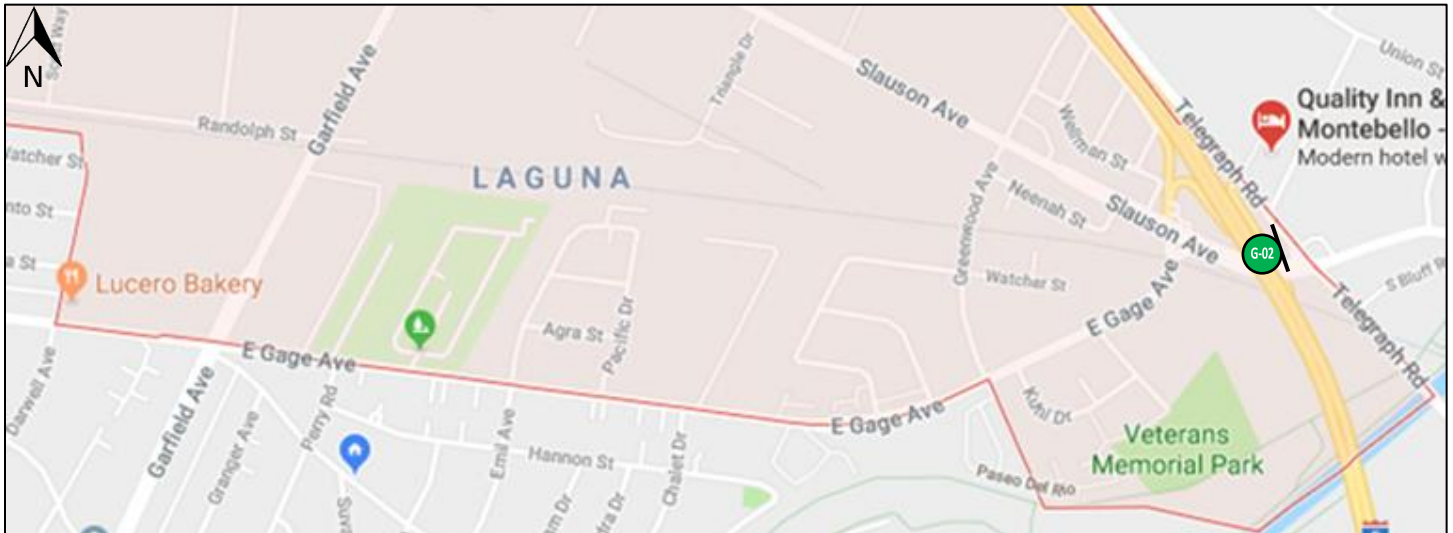 N
Garfield Ave
Triangle Dr
Slauson Ave
Union St
Quality Inn &
Montebello -
Modern hotel w
Telegraph Rd
Randolph St
Wellman St
LAGUNA
Greenwood Ave
Neenah St
Slauson Ave
G-02
Lucero Bakery
Watcher St
E Gage Ave
Telegraph Rd
Agra St
Pacific Dr
E Gage Ave
Darwell Ave
Garfield Ave
Perry Rd
Granger Ave
E Gage Ave
Kuhl Dr
Emil Ave
Hannon St
Chalet Dr
Veterans
Memorial Park
Paseo Del Rio